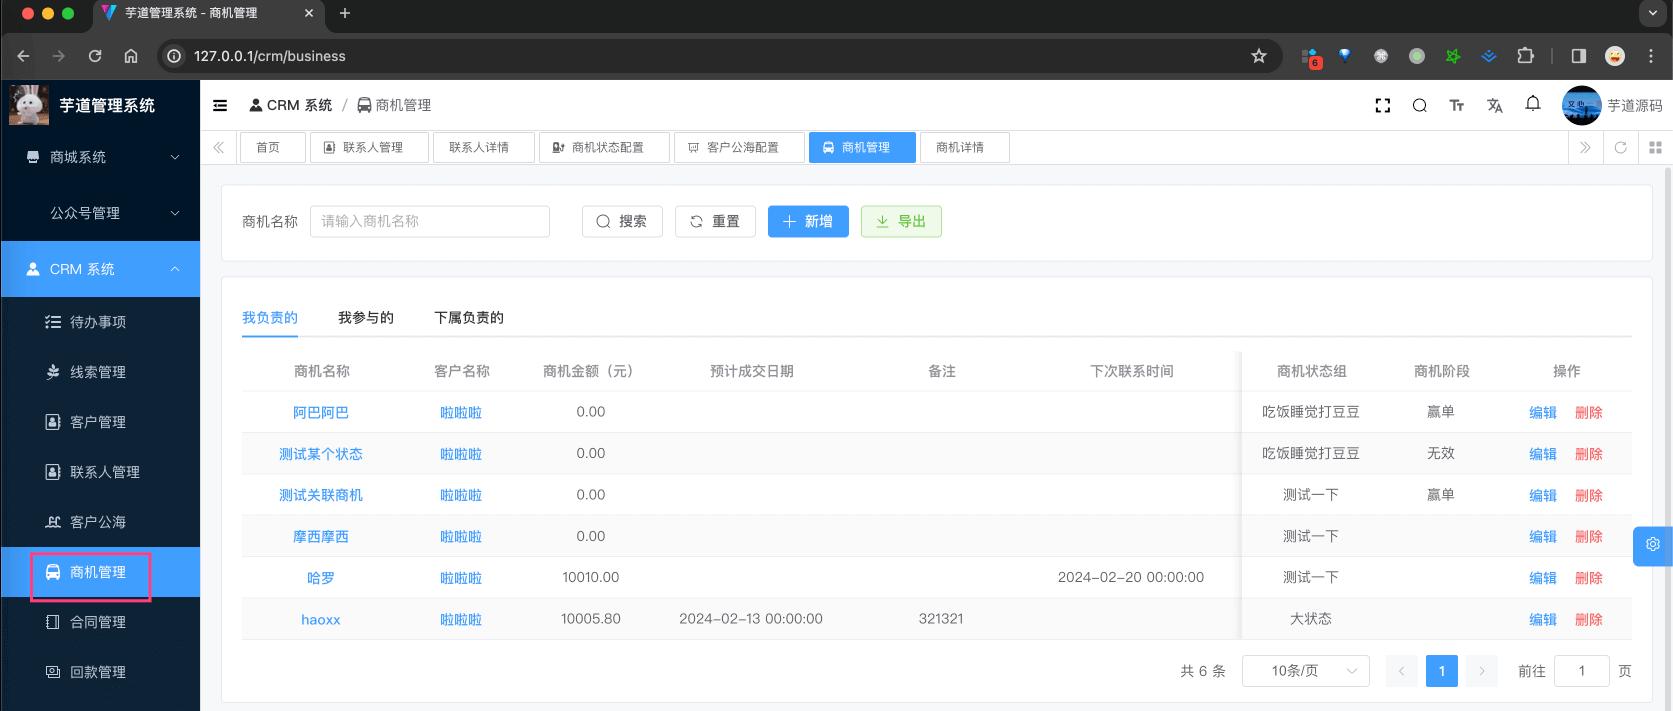 芋道管理系统 - 商机管理
127.0.0.1/crm/business
6
芋道管理系统
CRM 系统 / 商机管理
芋道源码
首页
联系人管理
联系人详情
商机状态配置
客户公海配置
商机管理
商机详情
商城系统
公众号管理
CRM 系统
待办事项
线索管理
客户管理
联系人管理
客户公海
商机管理
合同管理
回款管理
商机名称 请输入商机名称 搜索 重置 新增 导出
我负责的 我参与的 下属负责的
商机名称 客户名称 商机金额（元） 预计成交日期 备注 下次联系时间 商机状态组 商机阶段 操作
阿巴阿巴 啦啦啦 0.00 吃饭睡觉打豆豆 赢单 编辑 删除
测试某个状态 啦啦啦 0.00 吃饭睡觉打豆豆 无效 编辑 删除
测试关联商机 啦啦啦 0.00 测试一下 赢单 编辑 删除
摩西摩西 啦啦啦 0.00 测试一下 编辑 删除
哈罗 啦啦啦 10010.00 2024-02-20 00:00:00 测试一下 编辑 删除
haoxx 啦啦啦 10005.80 2024-02-13 00:00:00 321321 大状态 编辑 删除
共 6 条 10条/页 1 前往 1 页